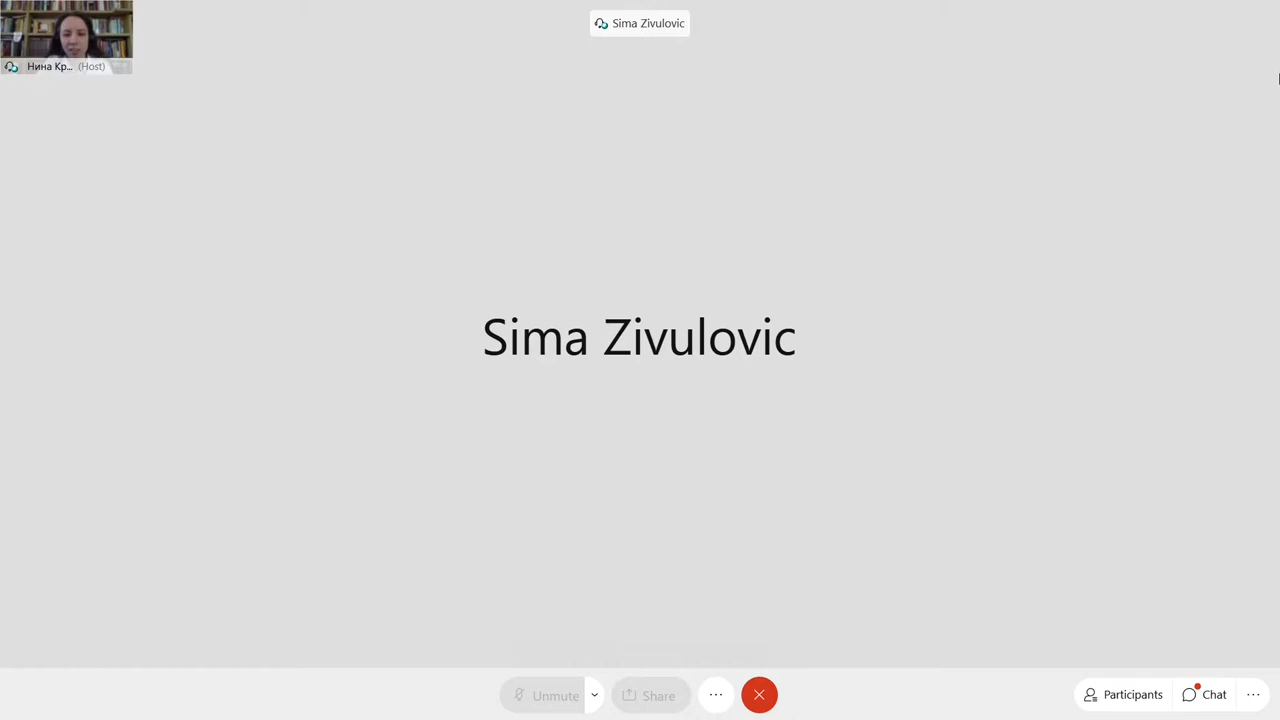 Sima Zivulovic
Нина Кр... (Host)
Sima Zivulovic
Unmute
Share
Participants
Chat